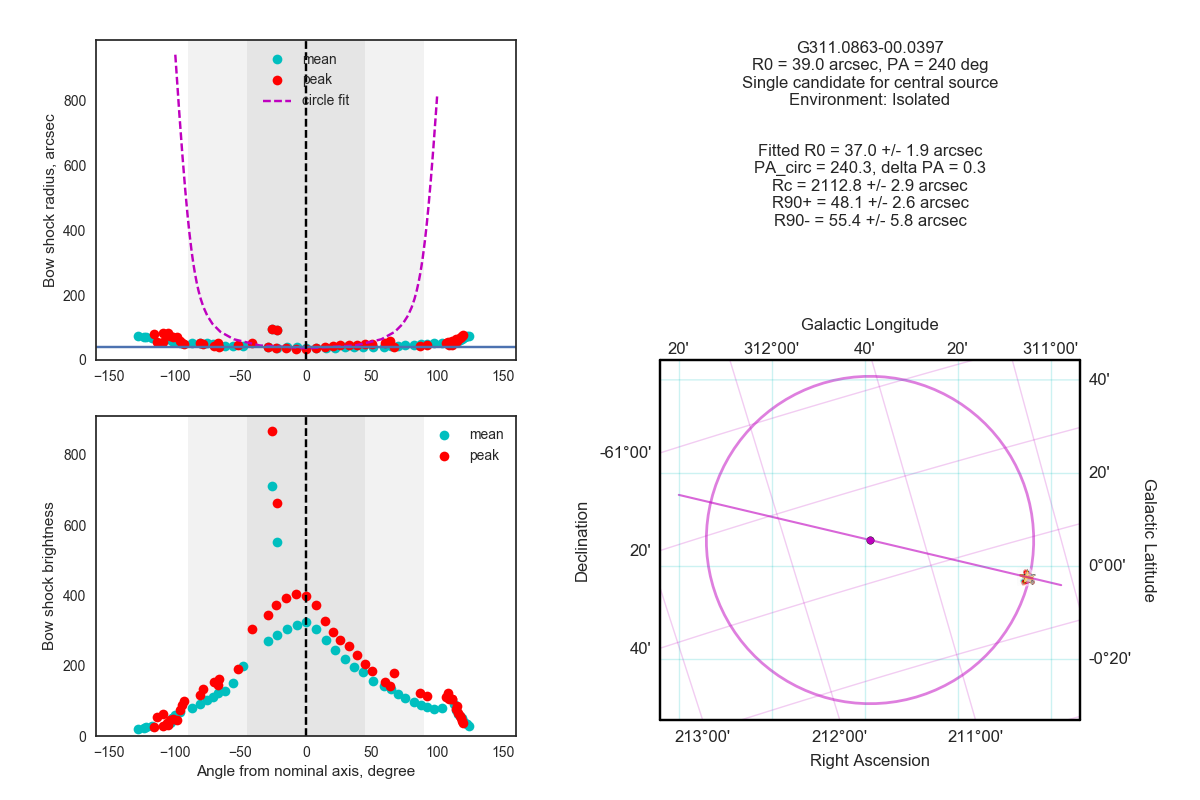 mean
peak
circle fit
Bow shock radius, arcsec
0
200
400
600
800
−150
−100
−50
0
50
100
150
mean
peak
Bow shock brightness
0
200
400
600
800
−150
−100
−50
0
50
100
150
Angle from nominal axis, degree
G311.0863-00.0397
R0 = 39.0 arcsec, PA = 240 deg
Single candidate for central source
Environment: Isolated
Fitted R0 = 37.0 +/- 1.9 arcsec
PA_circ = 240.3, delta PA = 0.3
Rc = 2112.8 +/- 2.9 arcsec
R90+ = 48.1 +/- 2.6 arcsec
R90- = 55.4 +/- 5.8 arcsec
Galactic Longitude
20' 312°00' 40' 20' 311°00'
40'
20'
0°00'
-0°20'
Galactic Latitude
-61°00'
20'
40'
Declination
213°00' 212°00' 211°00'
Right Ascension